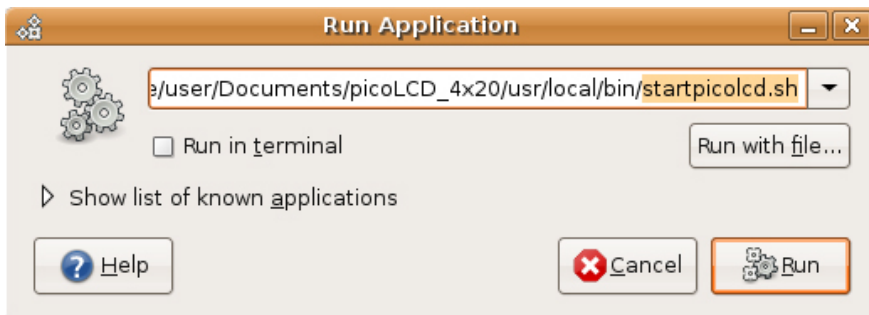 Run Application
e/user/Documents/picoLCD_4x20/usr/local/bin/startpicolcd.sh
Run in terminal
Run with file...
Show list of known applications
Help
Cancel
Run